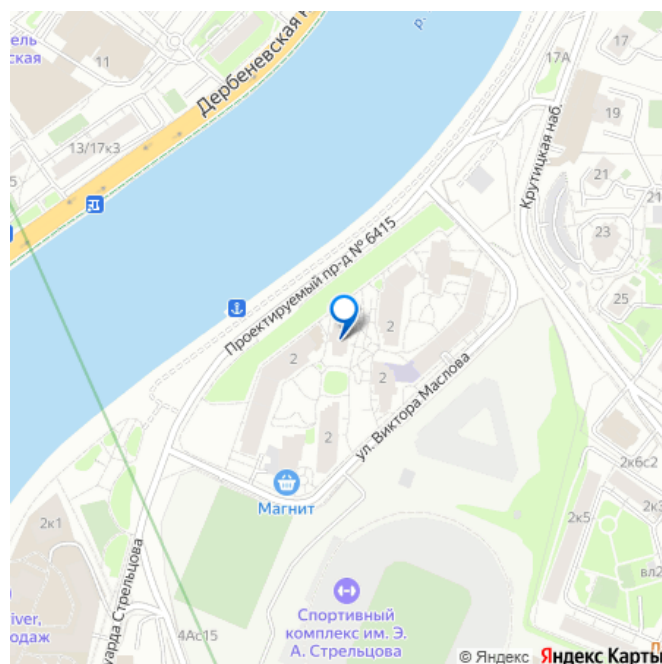 ель
ская
11
Дербеневская н
р.
17А
17
13/17к3
19
Крутицкая наб.
21
21
5
23
Проектируемый пр-д № 6415
25
2
2
2
2
ул. Виктора Маслова
Магнит
2к6с2
2к1
2к5
2к3
вл2
уарда Стрельцова
iver,
одаж
4Ас15
Спортивный
комплекс им. Э.
А. Стрельцова
© Яндекс Яндекс Карты